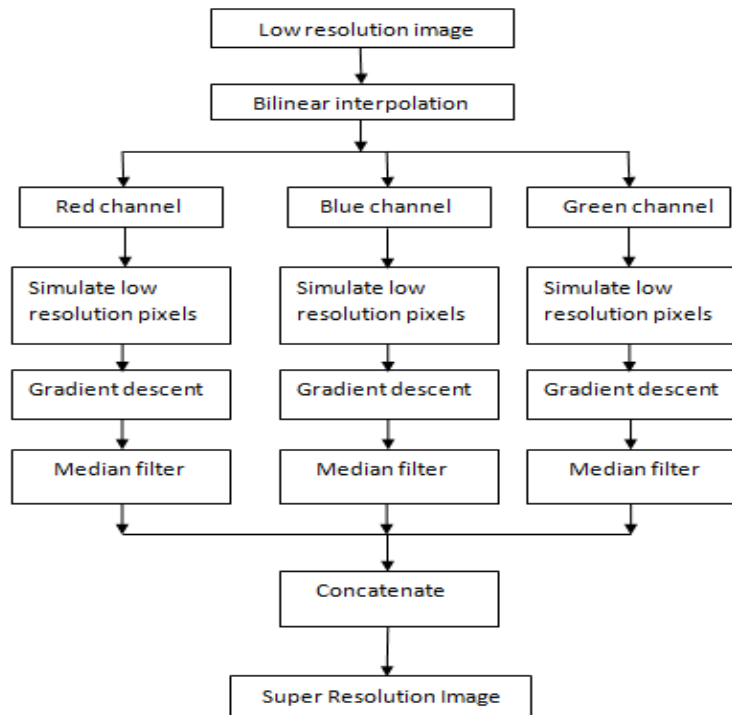 Low resolution image
Bilinear interpolation
Red channel
Blue channel
Green channel
Simulate low
resolution pixels
Simulate low
resolution pixels
Simulate low
resolution pixels
Gradient descent
Gradient descent
Gradient descent
Median filter
Median filter
Median filter
Concatenate
Super Resolution Image